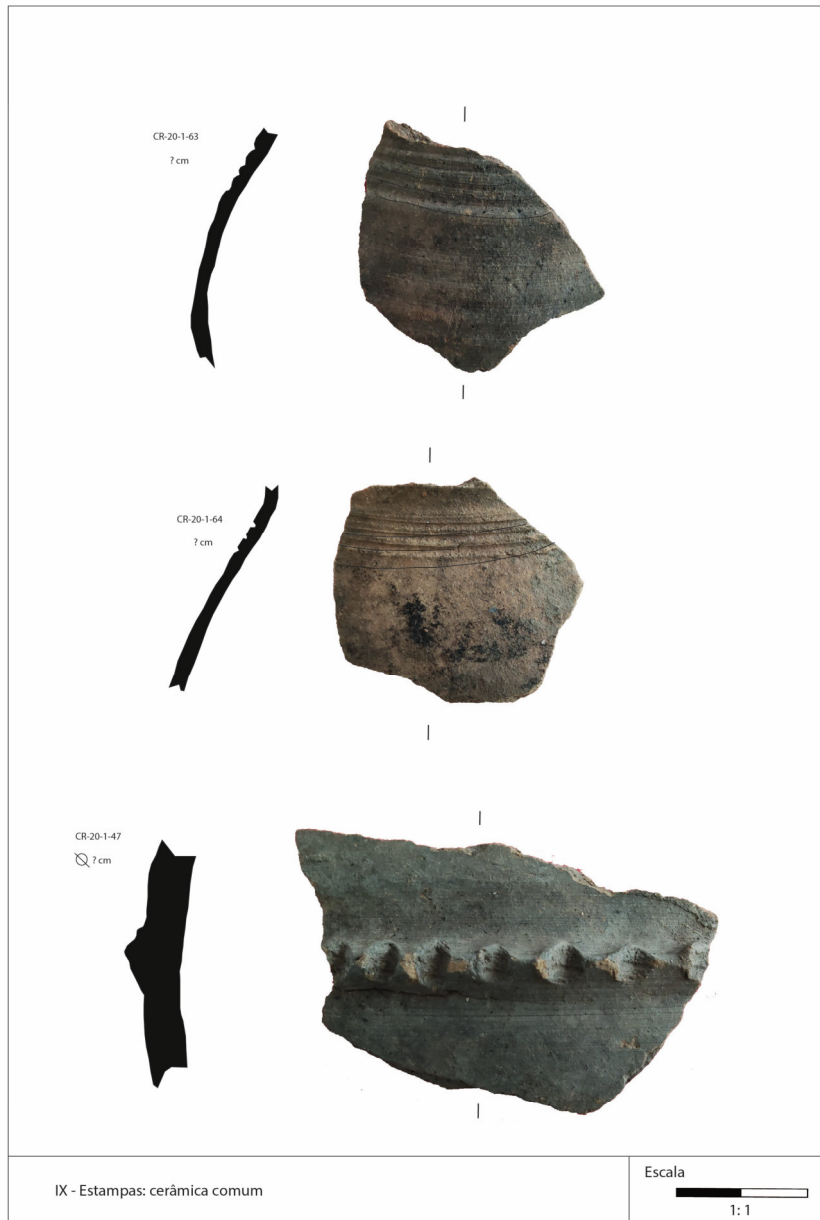 CR-20-1-63
? cm
CR-20-1-64
? cm
CR-20-1-47
? cm
IX - Estampas: cerâmica comum
Escala
1: 1